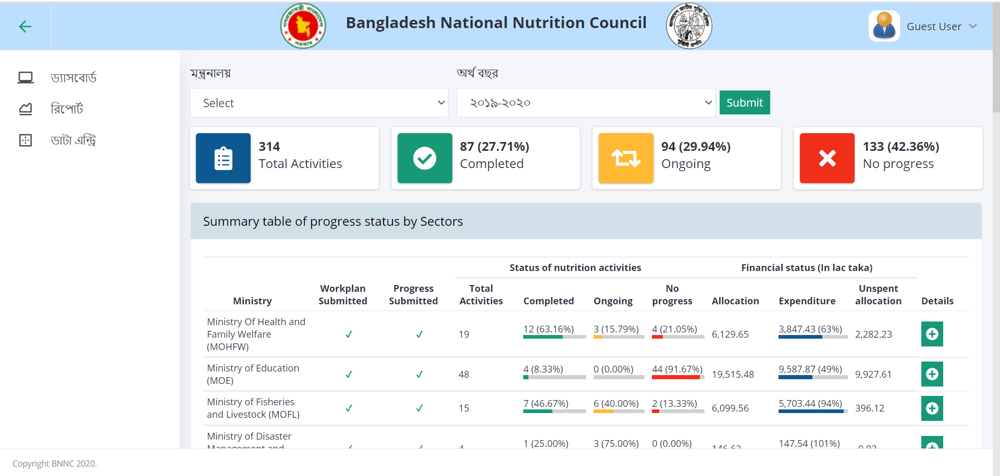 Bangladesh National Nutrition Council
Guest User
ড্যাসবোর্ড
রিপোর্ট
ডাটা এন্ট্রি
মন্ত্রনালয়
অর্থ বছর
Select
২০১৯-২০২০
Submit
314
Total Activities
87 (27.71%)
Completed
94 (29.94%)
Ongoing
133 (42.36%)
No progress
Summary table of progress status by Sectors
Status of nutrition activities Financial status (In lac taka)
Ministry Workplan Submitted Progress Submitted Total Activities Completed Ongoing No progress Allocation Expenditure Unspent allocation Details
Ministry Of Health and
Family Welfare
(MOHFW)
✓ ✓ 19 12 (63.16%) 3 (15.79%) 4 (21.05%) 6,129.65 3,847.43 (63%) 2,282.23
Ministry of Education
(MOE)
✓ ✓ 48 4 (8.33%) 0 (0.00%) 44 (91.67%) 19,515.48 9,587.87 (49%) 9,927.61
Ministry of Fisheries
and Livestock (MOFL)
✓ ✓ 15 7 (46.67%) 6 (40.00%) 2 (13.33%) 6,099.56 5,703.44 (94%) 396.12
Ministry of Disaster
Management and
1 (25.00%) 3 (75.00%) 0 (0.00%) 147.54 (101%)
Copyright BNNC 2020.